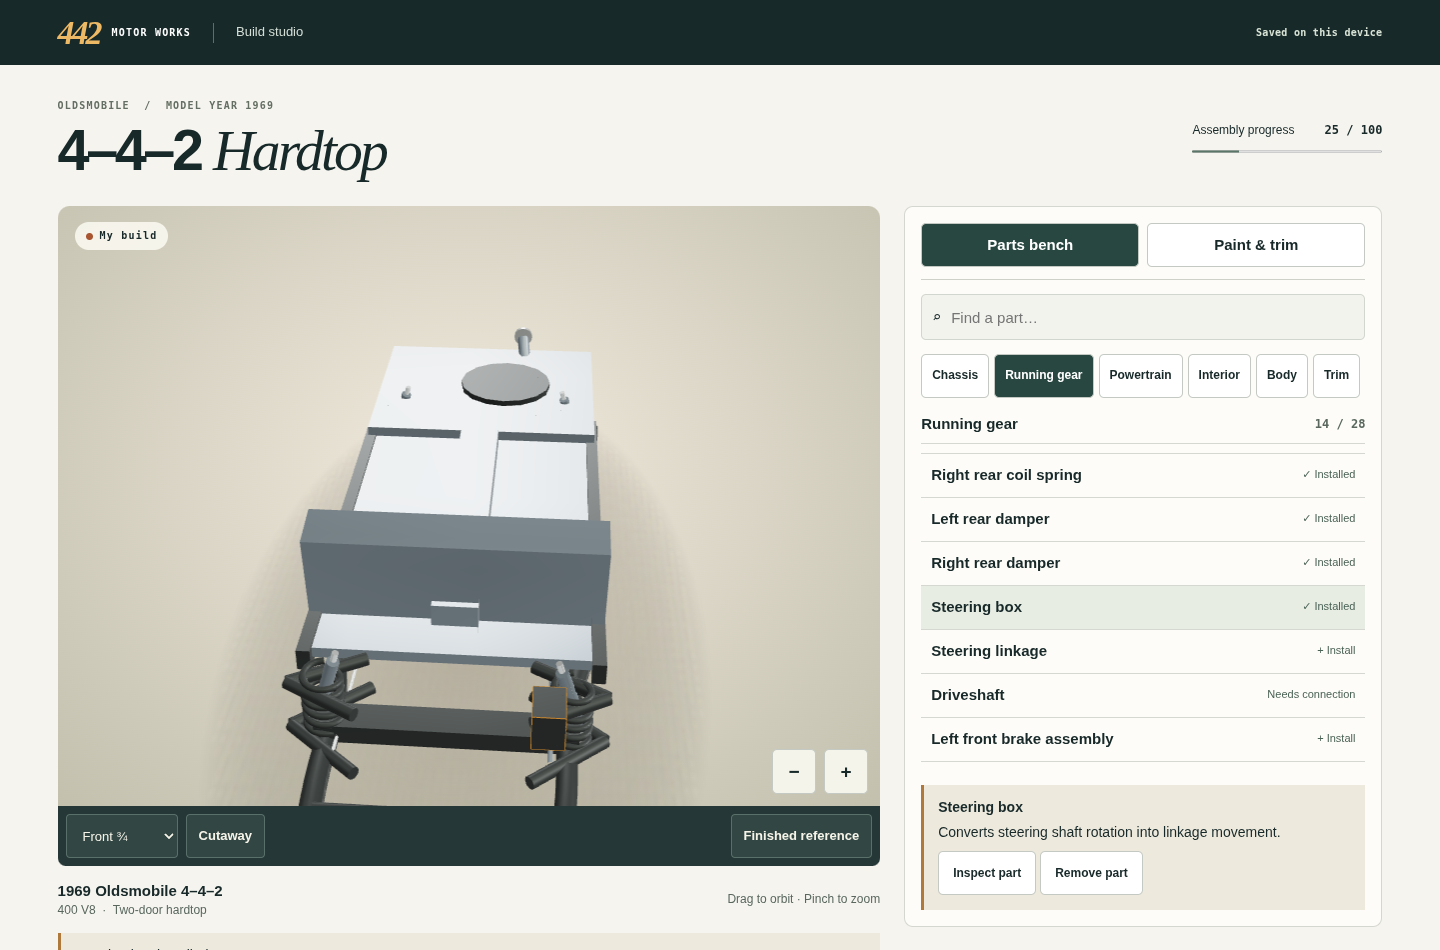 442 MOTOR WORKS Build studio Saved on this device
OLDSMOBILE / MODEL YEAR 1969
4–4–2 Hardtop
Assembly progress 25 / 100
My build
Parts bench Paint & trim
Find a part…
Chassis Running gear Powertrain Interior Body Trim
Running gear 14 / 28
Right rear coil spring ✓ Installed
Left rear damper ✓ Installed
Right rear damper ✓ Installed
Steering box ✓ Installed
Steering linkage + Install
Driveshaft Needs connection
Left front brake assembly + Install
Steering box
Converts steering shaft rotation into linkage movement.
Inspect part Remove part
− +
Front ¾ Cutaway Finished reference
1969 Oldsmobile 4–4–2
400 V8 · Two-door hardtop
Drag to orbit · Pinch to zoom